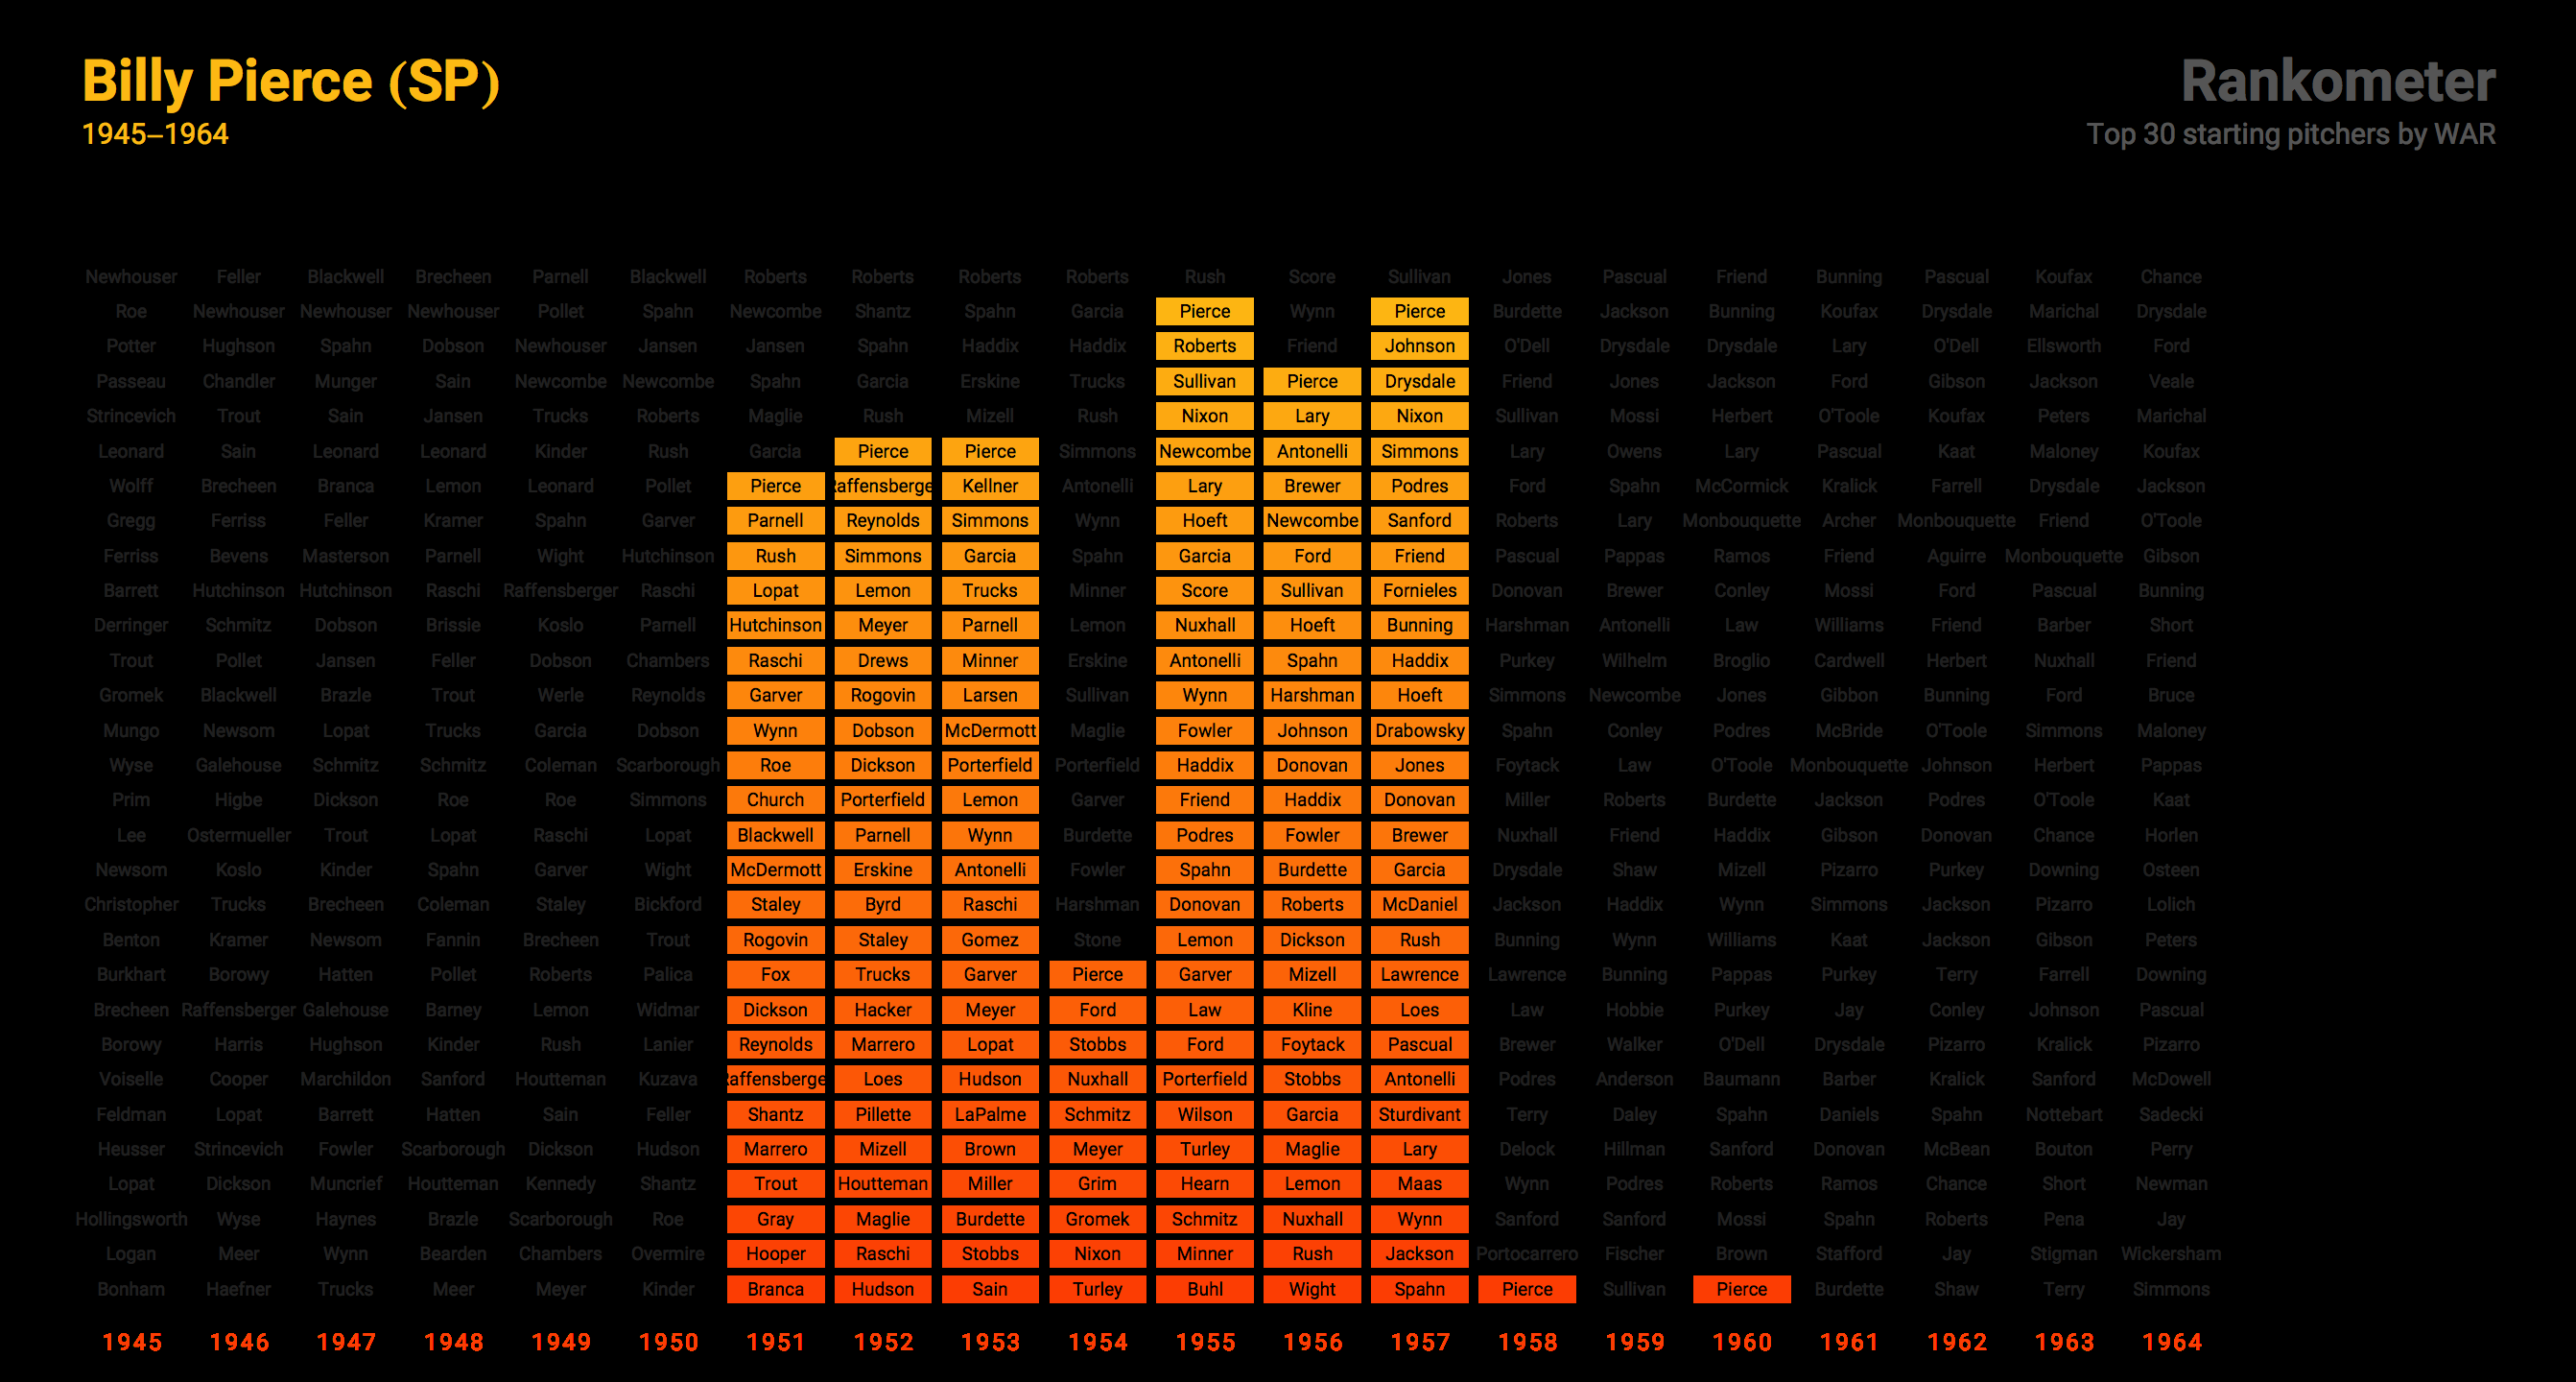 Billy Pierce (SP)
1945–1964
Rankometer
Top 30 starting pitchers by WAR
Newhouser Feller Blackwell Brecheen Parnell Blackwell Roberts Roberts Roberts Roberts Rush Score Sullivan Jones Pascual Friend Bunning Pascual Koufax Chance
Roe Newhouser Newhouser Newhouser Pollet Spahn Newcombe Shantz Spahn Garcia Pierce Wynn Pierce Burdette Jackson Bunning Koufax Drysdale Marichal Drysdale
Potter Hughson Spahn Dobson Newhouser Jansen Jansen Spahn Haddix Haddix Roberts Friend Johnson O'Dell Drysdale Drysdale Lary O'Dell Ellsworth Ford
Passeau Chandler Munger Sain Newcombe Newcombe Spahn Garcia Erskine Trucks Sullivan Pierce Drysdale Friend Jones Jackson Ford Gibson Jackson Veale
Strincevich Trout Sain Jansen Trucks Roberts Maglie Rush Mizell Rush Nixon Lary Nixon Sullivan Mossi Herbert O'Toole Koufax Peters Marichal
Leonard Sain Leonard Leonard Kinder Rush Garcia Pierce Pierce Simmons Newcombe Antonelli Simmons Lary Owens Lary Pascual Kaat Maloney Koufax
Wolff Brecheen Branca Lemon Leonard Pollet Pierce Raffensberge Kellner Antonelli Lary Brewer Podres Ford Spahn McCormick Kralick Farrell Drysdale Jackson
Gregg Ferriss Feller Kramer Spahn Garver Parnell Reynolds Simmons Wynn Hoeft Newcombe Sanford Roberts Lary Monbouquette Archer Monbouquette Friend O'Toole
Ferriss Bevens Masterson Parnell Wight Hutchinson Rush Simmons Garcia Spahn Garcia Ford Friend Pascual Pappas Ramos Friend Aguirre Monbouquette Gibson
Barrett Hutchinson Hutchinson Raschi Raffensberger Raschi Lopat Lemon Trucks Minner Score Sullivan Fornieles Donovan Brewer Conley Mossi Ford Pascual Bunning
Derringer Schmitz Dobson Brissie Koslo Parnell Hutchinson Meyer Parnell Lemon Nuxhall Hoeft Bunning Harshman Antonelli Law Williams Friend Barber Short
Trout Pollet Jansen Feller Dobson Chambers Raschi Drews Minner Erskine Antonelli Spahn Haddix Purkey Wilhelm Broglio Cardwell Herbert Nuxhall Friend
Gromek Blackwell Brazle Trout Werle Reynolds Garver Rogovin Larsen Sullivan Wynn Harshman Hoeft Simmons Newcombe Jones Gibbon Bunning Ford Bruce
Mungo Newsom Lopat Trucks Garcia Dobson Wynn Dobson McDermott Maglie Fowler Johnson Drabowsky Spahn Conley Podres McBride O'Toole Simmons Maloney
Wyse Galehouse Schmitz Schmitz Coleman Scarborough Roe Dickson Porterfield Porterfield Haddix Donovan Jones Foytack Law O'Toole Monbouquette Johnson Herbert Pappas
Prim Higbe Dickson Roe Roe Simmons Church Porterfield Lemon Garver Friend Haddix Donovan Miller Roberts Burdette Jackson Podres O'Toole Kaat
Lee Ostermueller Trout Lopat Raschi Lopat Blackwell Parnell Wynn Burdette Podres Fowler Brewer Nuxhall Friend Haddix Gibson Donovan Chance Horlen
Newsom Koslo Kinder Spahn Garver Wight McDermott Erskine Antonelli Fowler Spahn Burdette Garcia Drysdale Shaw Mizell Pizarro Purkey Downing Osteen
Christopher Trucks Brecheen Coleman Staley Bickford Staley Byrd Raschi Harshman Donovan Roberts McDaniel Jackson Haddix Wynn Simmons Jackson Pizarro Lolich
Benton Kramer Newsom Fannin Brecheen Trout Rogovin Staley Gomez Stone Lemon Dickson Rush Bunning Wynn Williams Kaat Jackson Gibson Peters
Burkhart Borowy Hatten Pollet Roberts Palica Fox Trucks Garver Pierce Garver Mizell Lawrence Lawrence Bunning Pappas Purkey Terry Farrell Downing
Brecheen Raffensberger Galehouse Barney Lemon Widmar Dickson Hacker Meyer Ford Law Kline Loes Law Hobbie Purkey Jay Conley Johnson Pascual
Borowy Harris Hughson Kinder Rush Lanier Reynolds Marrero Lopat Stobbs Ford Foytack Pascual Brewer Walker O'Dell Drysdale Pizarro Kralick Pizarro
Voiselle Cooper Marchildon Sanford Houtteman Kuzava Raffensberge Loes Hudson Nuxhall Porterfield Stobbs Antonelli Podres Anderson Baumann Barber Kralick Sanford McDowell
Feldman Lopat Barrett Hatten Sain Feller Shantz Pillette LaPalme Schmitz Wilson Garcia Sturdivant Terry Daley Spahn Daniels Spahn Nottebart Sadecki
Heusser Strincevich Fowler Scarborough Dickson Hudson Marrero Mizell Brown Meyer Turley Maglie Lary Delock Hillman Sanford Donovan McBean Bouton Perry
Lopat Dickson Muncrief Houtteman Kennedy Shantz Trout Houtteman Miller Grim Hearn Lemon Maas Wynn Podres Roberts Ramos Chance Short Newman
Hollingsworth Wyse Haynes Brazle Scarborough Roe Gray Maglie Burdette Gromek Schmitz Nuxhall Wynn Sanford Sanford Mossi Spahn Roberts Pena Jay
Logan Meer Wynn Bearden Chambers Overmire Hooper Raschi Stobbs Nixon Minner Rush Jackson Portocarrero Fischer Brown Stafford Jay Stigman Wickersham
Bonham Haefner Trucks Meer Meyer Kinder Branca Hudson Sain Turley Buhl Wight Spahn Pierce Sullivan Pierce Burdette Shaw Terry Simmons
1945 1946 1947 1948 1949 1950 1951 1952 1953 1954 1955 1956 1957 1958 1959 1960 1961 1962 1963 1964